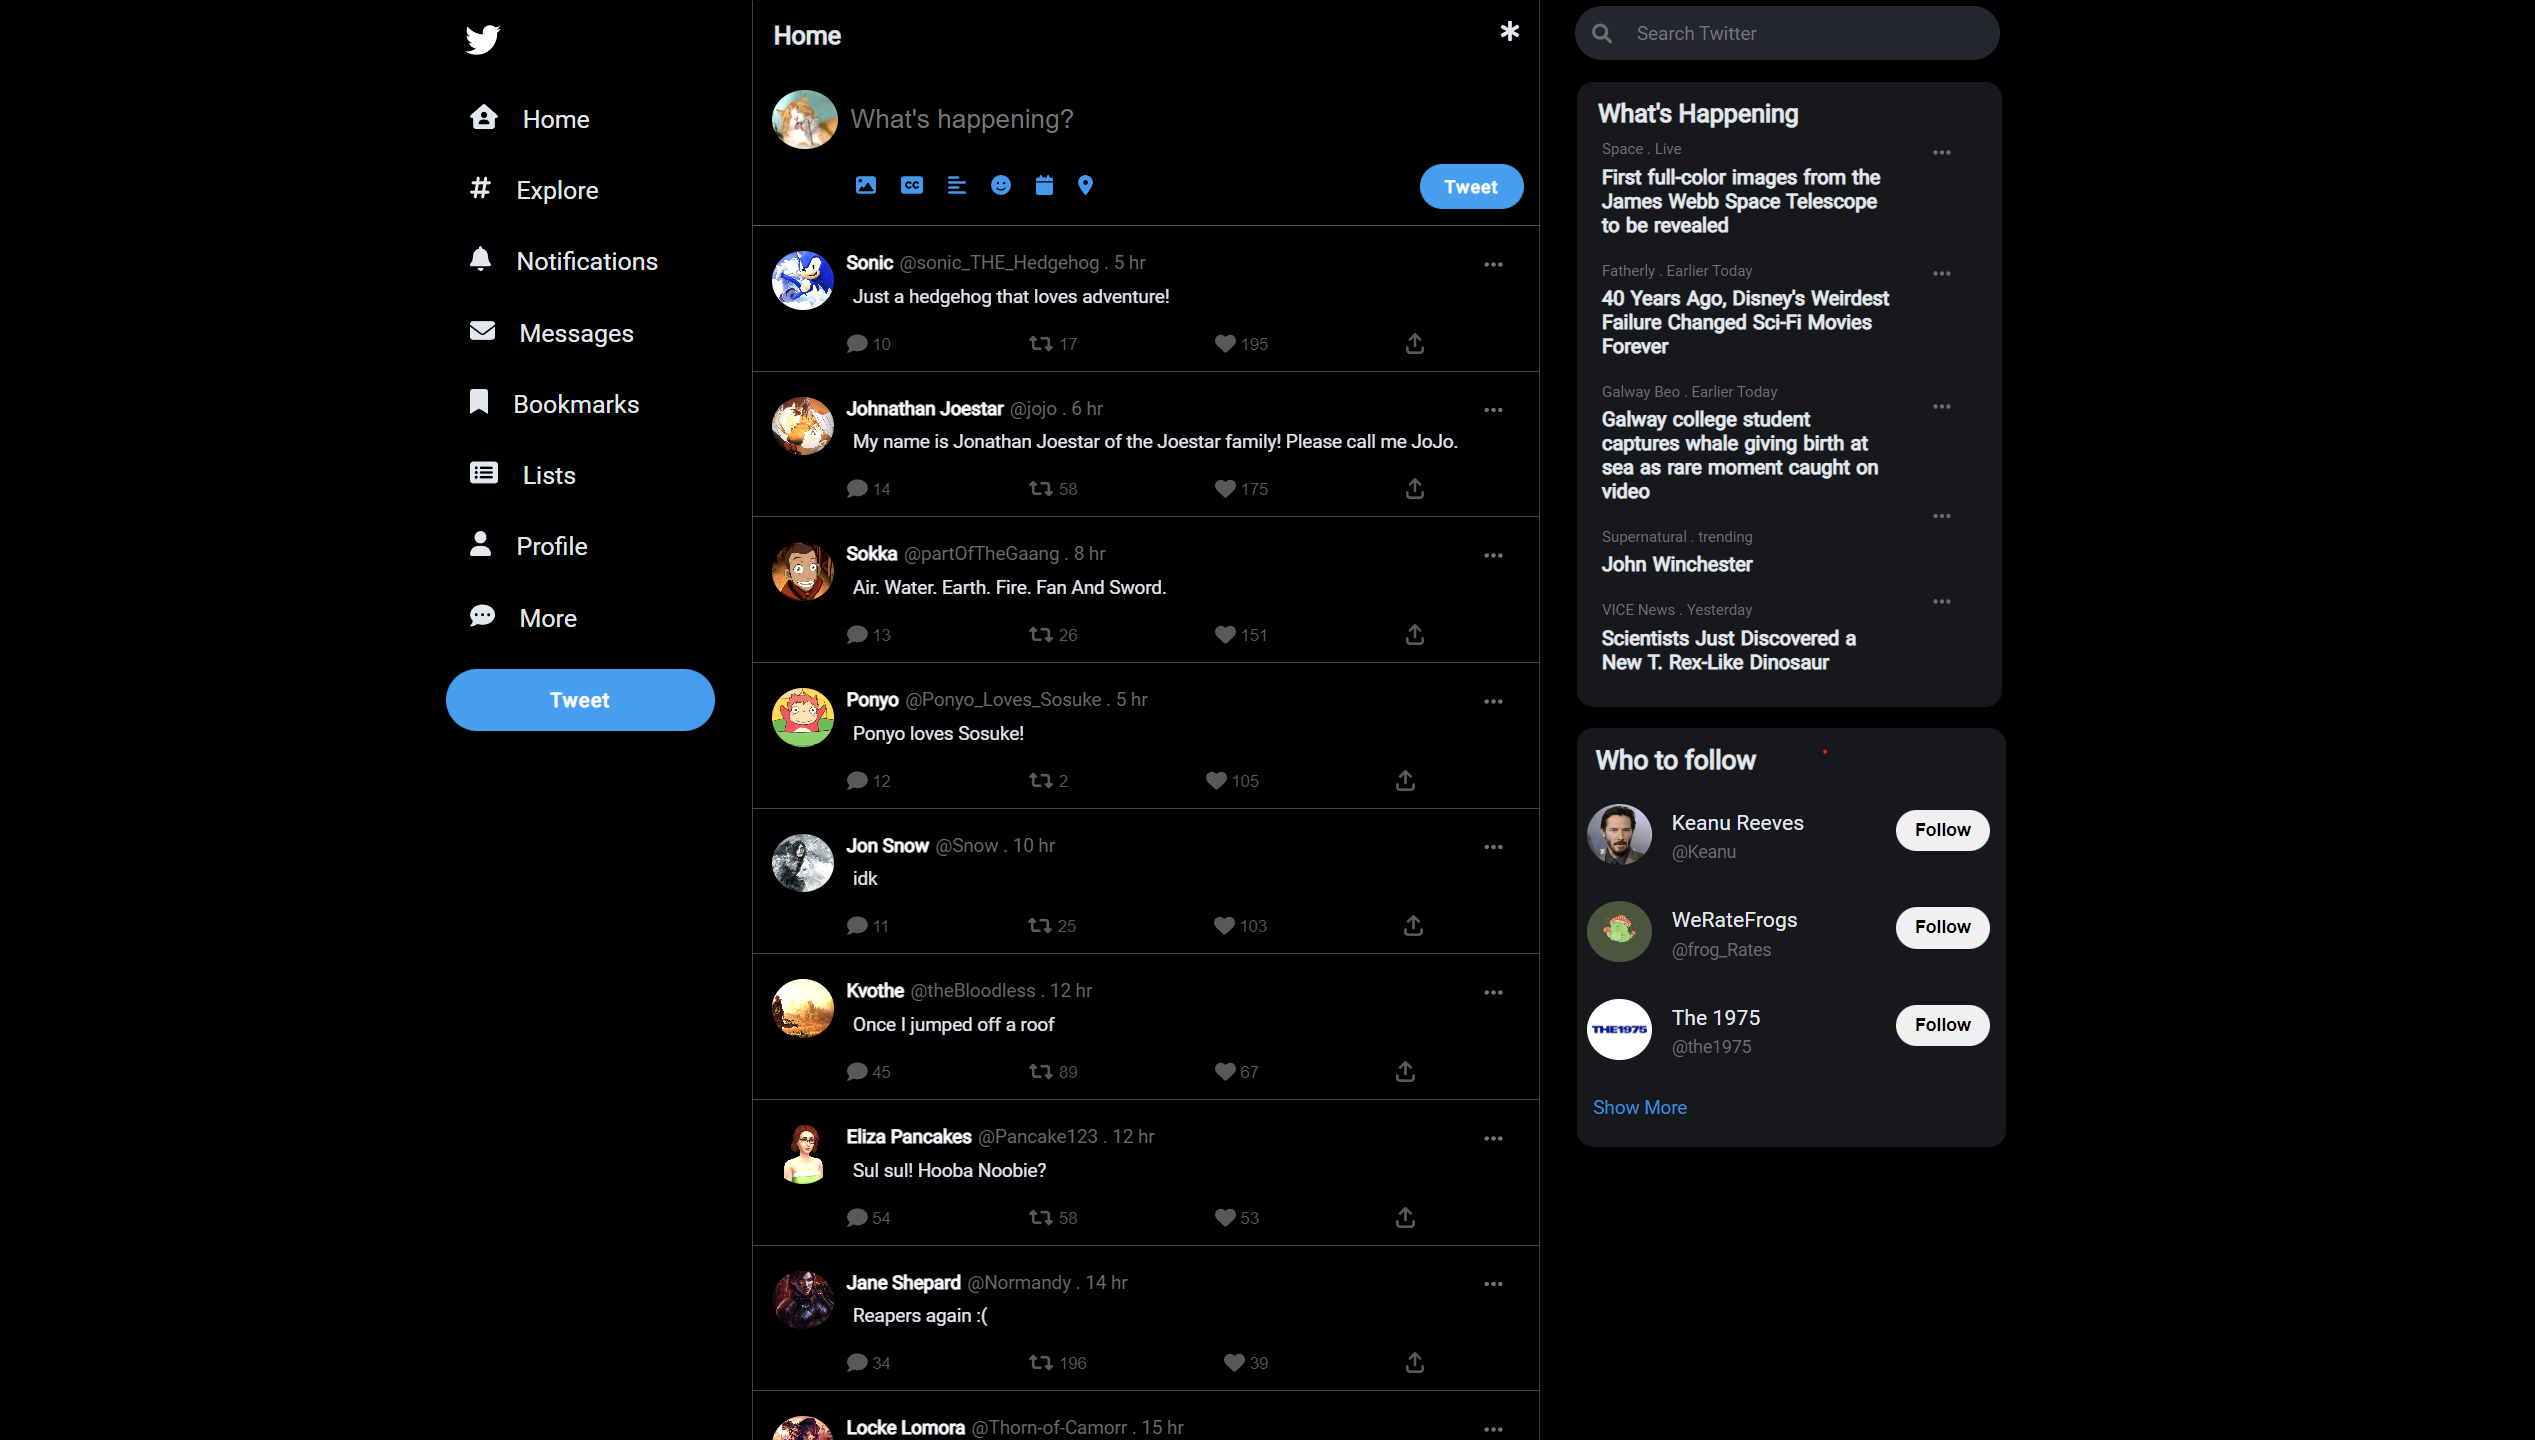 Home
Explore
Notifications
Messages
Bookmarks
Lists
Profile
More
Tweet
Home
What's happening?
CC
Tweet
Sonic @sonic_THE_Hedgehog . 5 hr
Just a hedgehog that loves adventure!
10 17 195
Johnathan Joestar @jojo . 6 hr
My name is Jonathan Joestar of the Joestar family! Please call me JoJo.
14 58 175
Sokka @partOfTheGaang . 8 hr
Air. Water. Earth. Fire. Fan And Sword.
13 26 151
Ponyo @Ponyo_Loves_Sosuke . 5 hr
Ponyo loves Sosuke!
12 2 105
Jon Snow @Snow . 10 hr
idk
11 25 103
Kvothe @theBloodless . 12 hr
Once I jumped off a roof
45 89 67
Eliza Pancakes @Pancake123 . 12 hr
Sul sul! Hooba Noobie?
54 58 53
Jane Shepard @Normandy . 14 hr
Reapers again :(
34 196 39
Locke Lomora @Thorn-of-Camorr . 15 hr
Search Twitter
What's Happening
Space . Live
First full-color images from the
James Webb Space Telescope
to be revealed
Fatherly . Earlier Today
40 Years Ago, Disney's Weirdest
Failure Changed Sci-Fi Movies
Forever
Galway Beo . Earlier Today
Galway college student
captures whale giving birth at
sea as rare moment caught on
video
Supernatural . trending
John Winchester
VICE News . Yesterday
Scientists Just Discovered a
New T. Rex-Like Dinosaur
Who to follow
Keanu Reeves
@Keanu
Follow
WeRateFrogs
@frog_Rates
Follow
THE1975
The 1975
@the1975
Follow
Show More